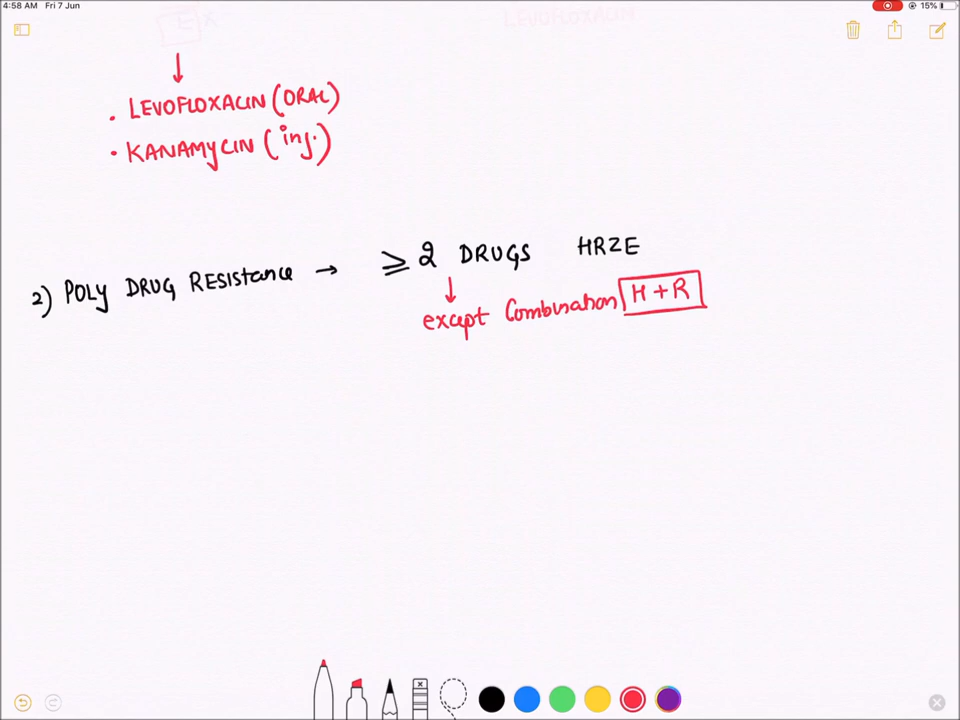 4:58 AM Fri 7 Jun
15%
LEVOFLOXACIN
. LEVOFLOXACIN (ORAL)
· KANAMYCIN (inj.)
2) POLY DRUG RESIStance → ≥ 2 DRUGS HRZE
↓
except Combination H + R